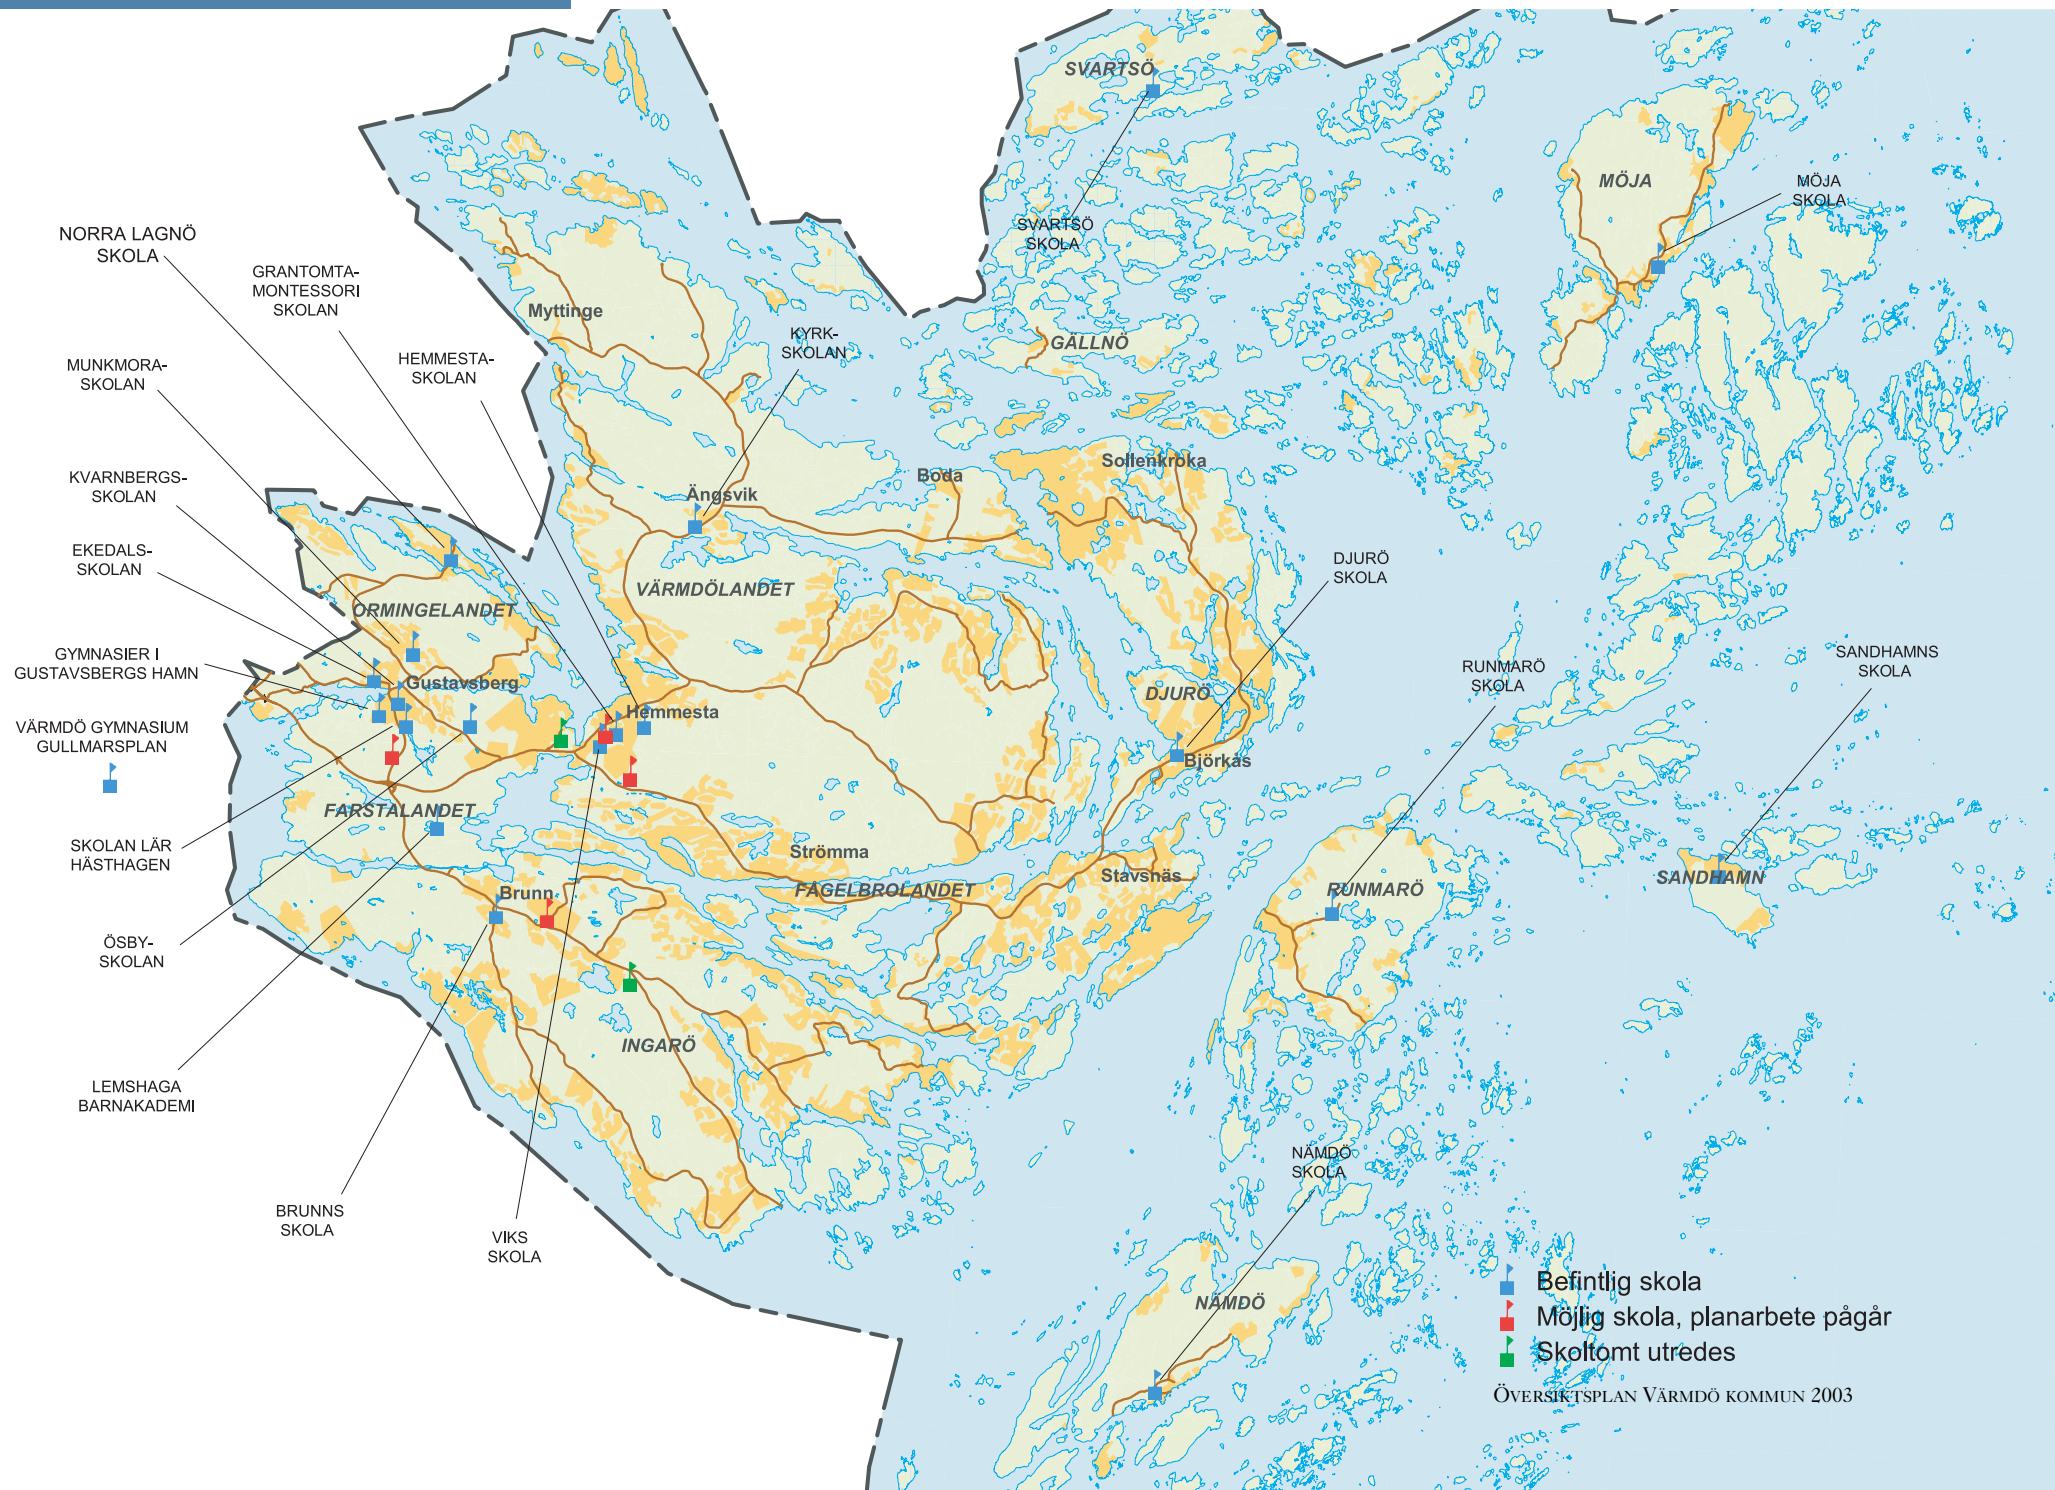 SVARTSÖ
MÖJA
MÖJA
SKOLA
SVARTSÖ
SKOLA
NORRA LAGNÖ
SKOLA
GRANTOMTA-
MONTESSORI
SKOLAN
Myttinge
KYRK-
SKOLAN
GÄLLNÖ
HEMMESTA-
SKOLAN
MUNKMORA-
SKOLAN
Sollenkroka
Boda
KVARNBERGS-
SKOLAN
Ängsvik
EKEDALS-
SKOLAN
DJURÖ
SKOLA
VÄRMDÖLANDET
ORMINGELANDET
GYMNASIER I
GUSTAVSBERGS HAMN
Gustavsberg
SANDHAMNS
SKOLA
RUNMARÖ
SKOLA
DJURÖ
Hemmesta
VÄRMDÖ GYMNASIUM
GULLMARSPLAN
Björkås
FARSTALANDET
SKOLAN LÄR
HÄSTHAGEN
Strömma
Stavsnäs
SANDHAMN
FÅGELBROLANDET
RUNMARÖ
Brunn
ÖSBY-
SKOLAN
INGARÖ
LEMSHAGA
BARNAKADEMI
NÄMDÖ
SKOLA
BRUNNS
SKOLA
VIKS
SKOLA
NÄMDÖ
Befintlig skola
Möjlig skola, planarbete pågår
Skoltomt utredes
ÖVERSIKTSPLAN VÄRMDÖ KOMMUN 2003